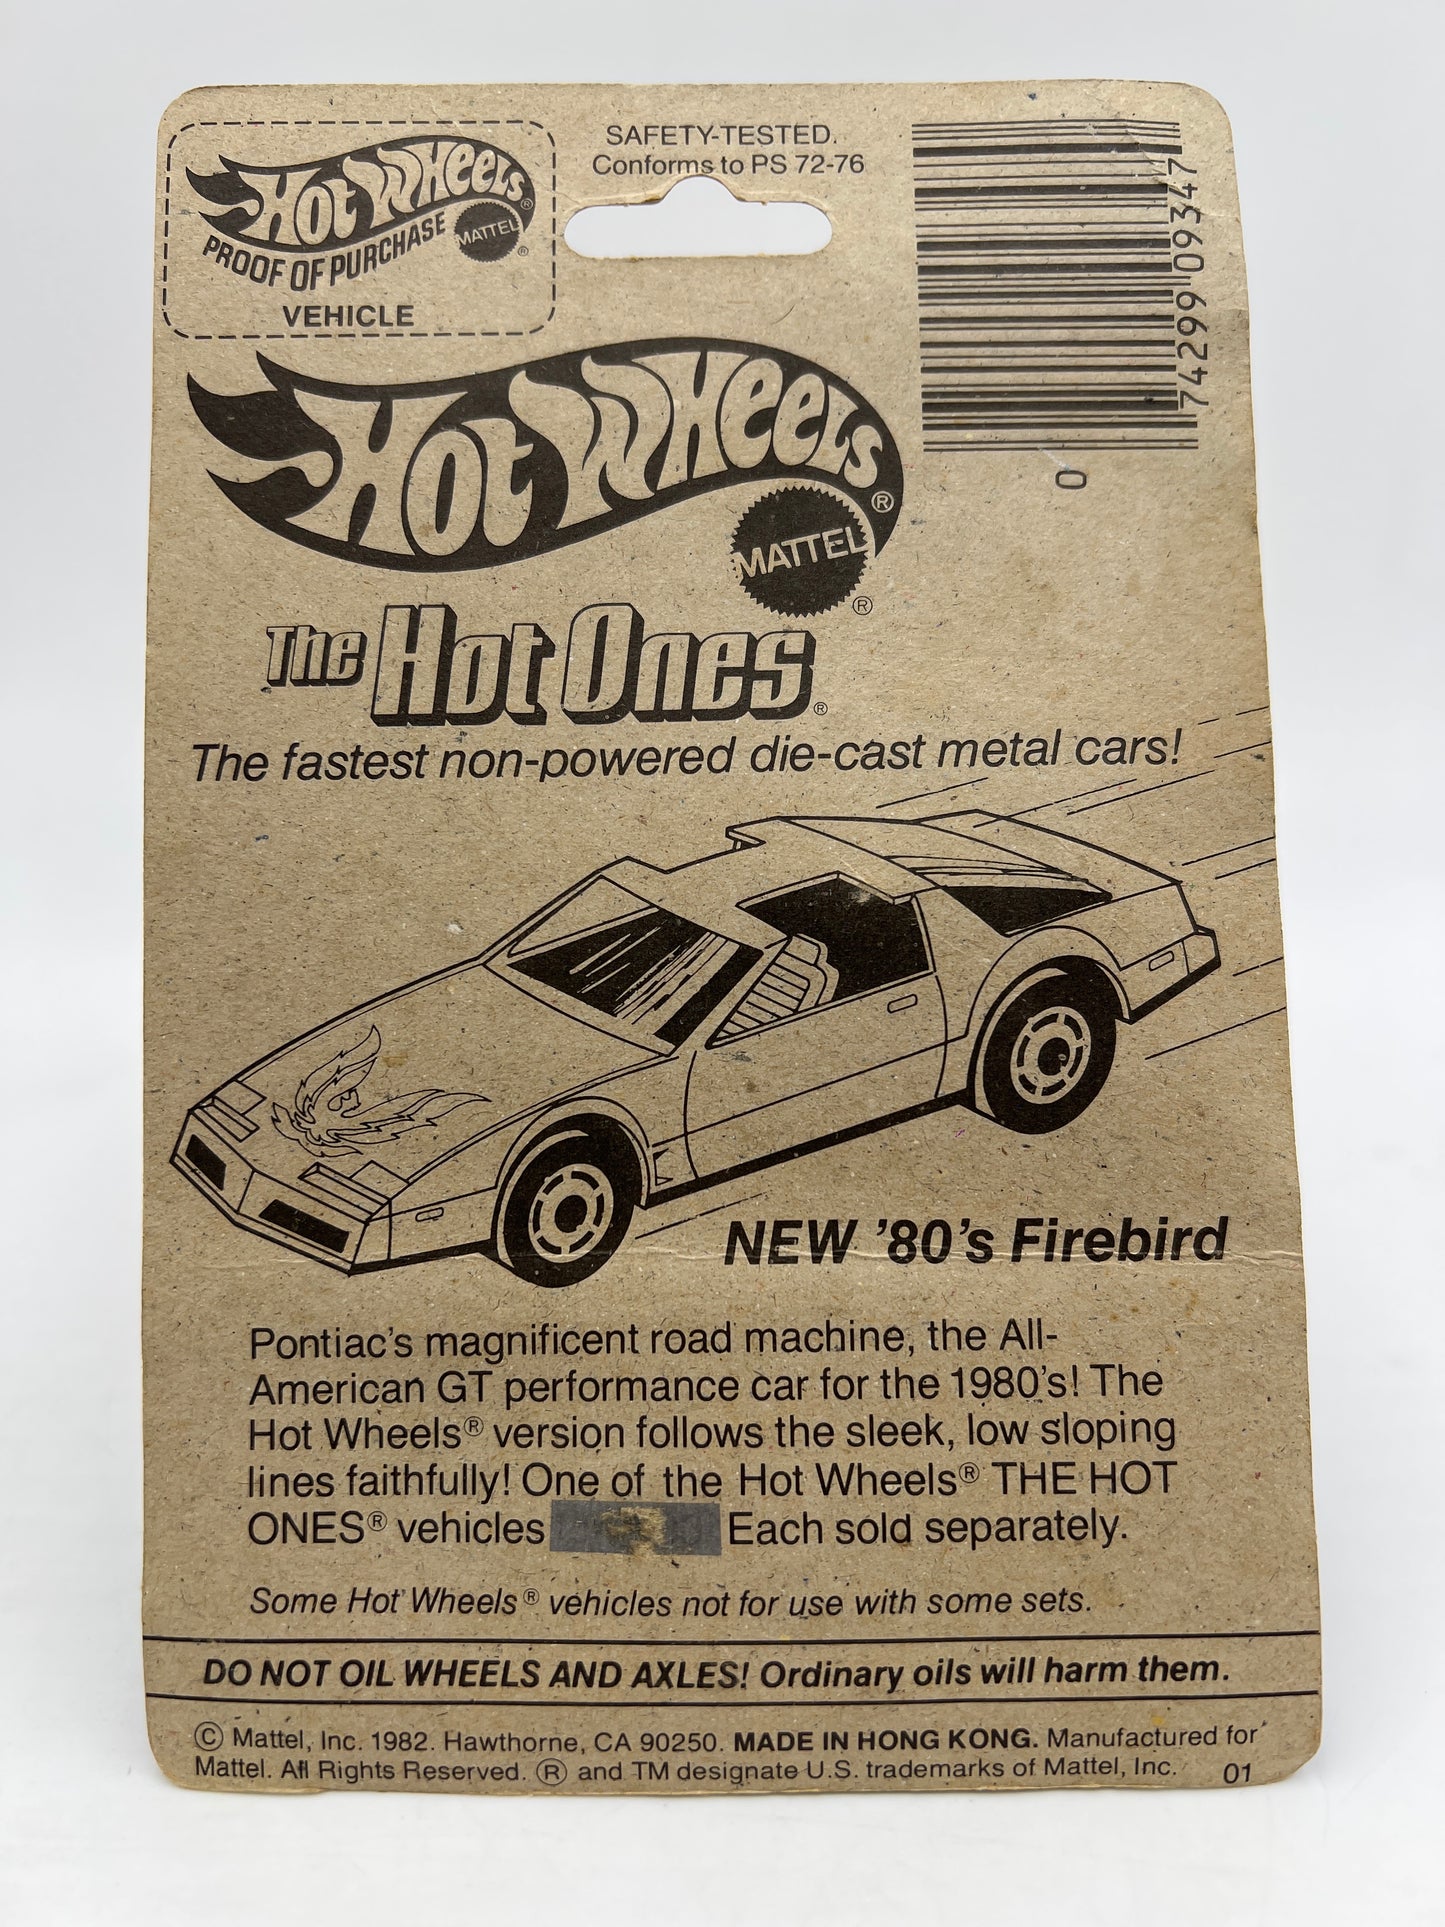 HOT WHEELS®
PROOF OF PURCHASE
MATTEL®
VEHICLE
SAFETY-TESTED.
Conforms to PS 72-76
74299 09347
0
HOT WHEELS®
MATTEL®
The Hot Ones®
The fastest non-powered die-cast metal cars!
NEW '80's Firebird
Pontiac's magnificent road machine, the All-
American GT performance car for the 1980's! The
Hot Wheels® version follows the sleek, low sloping
lines faithfully! One of the Hot Wheels® THE HOT
ONES® vehicles Each sold separately.
Some Hot Wheels® vehicles not for use with some sets.
DO NOT OIL WHEELS AND AXLES! Ordinary oils will harm them.
© Mattel, Inc. 1982. Hawthorne, CA 90250. MADE IN HONG KONG. Manufactured for
Mattel. All Rights Reserved. ® and TM designate U.S. trademarks of Mattel, Inc. 01